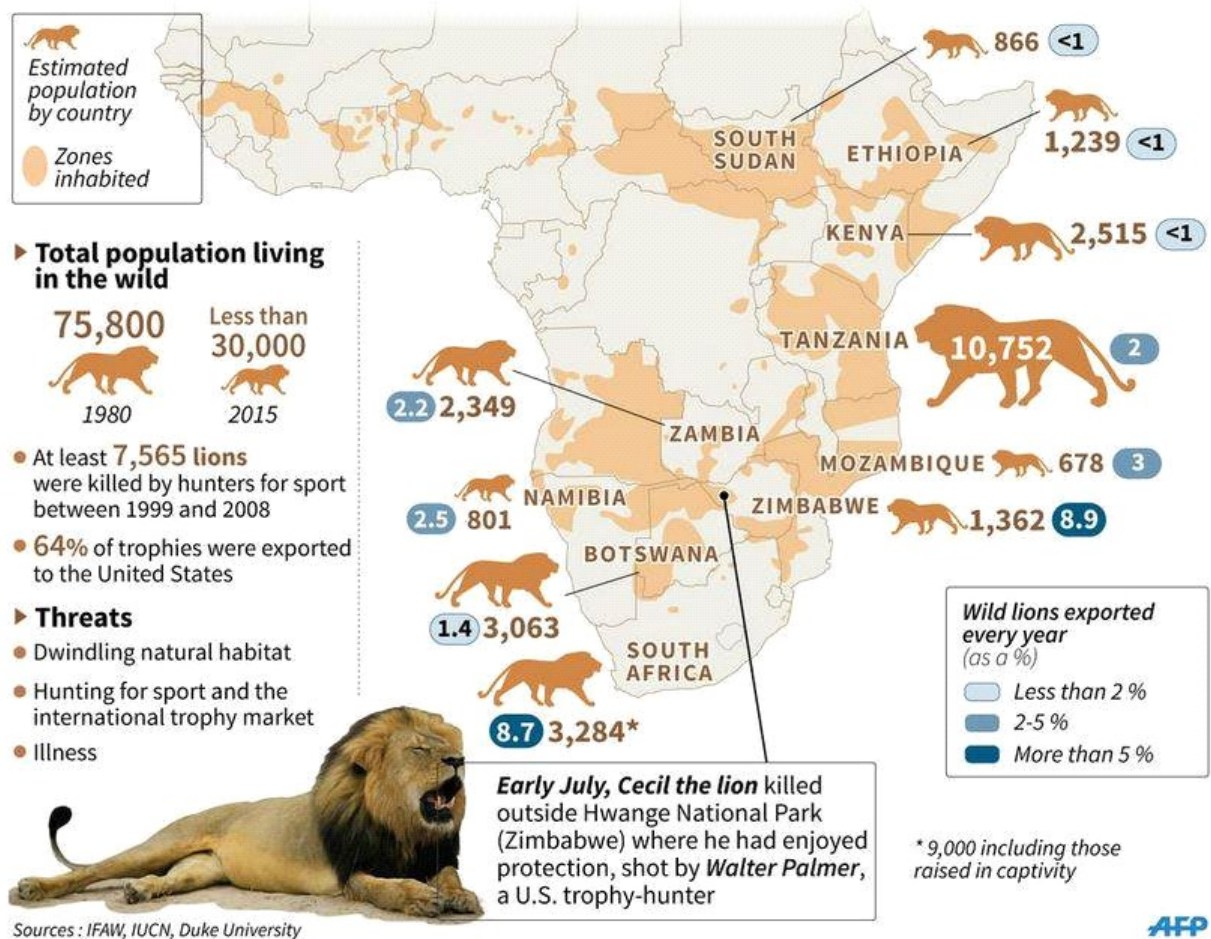 Estimated
population
by country
Zones
inhabited
866 <1
1,239 <1
2,515 <1
10,752 2
678 3
1,362 8.9
2.2 2,349
2.5 801
1.4 3,063
8.7 3,284*
SOUTH
SUDAN
ETHIOPIA
KENYA
TANZANIA
ZAMBIA
MOZAMBIQUE
NAMIBIA
ZIMBABWE
BOTSWANA
SOUTH
AFRICA
Total population living
in the wild
75,800
1980
Less than
30,000
2015
At least 7,565 lions
were killed by hunters for sport
between 1999 and 2008
64% of trophies were exported
to the United States
Threats
Dwindling natural habitat
Hunting for sport and the
international trophy market
Illness
Early July, Cecil the lion killed
outside Hwange National Park
(Zimbabwe) where he had enjoyed
protection, shot by Walter Palmer,
a U.S. trophy-hunter
Wild lions exported
every year
(as a %)
Less than 2 %
2-5 %
More than 5 %
* 9,000 including those
raised in captivity
Sources : IFAW, IUCN, Duke University
AFP